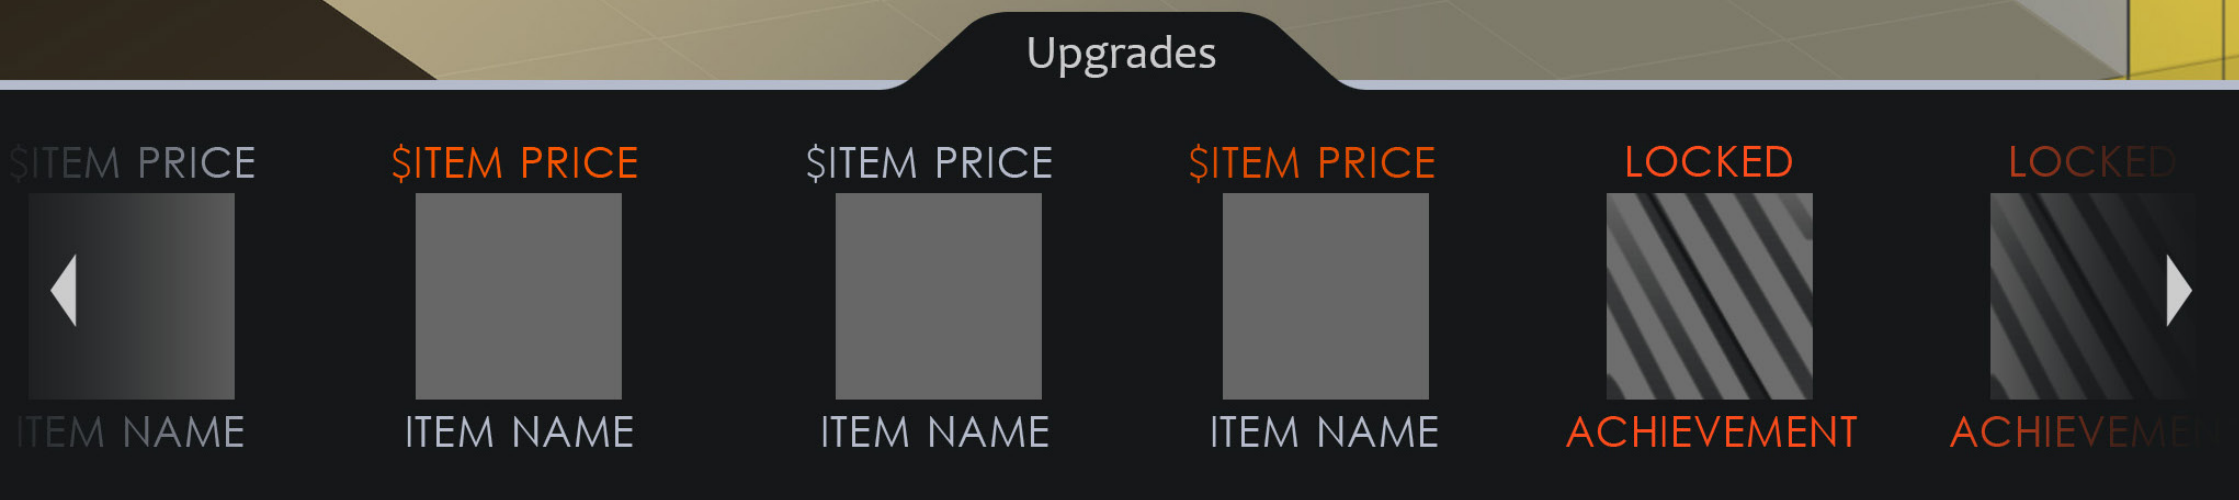 Upgrades
$ITEM PRICE $ITEM PRICE $ITEM PRICE $ITEM PRICE LOCKED LOCKED
ITEM NAME ITEM NAME ITEM NAME ITEM NAME ACHIEVEMENT ACHIEVEMEN